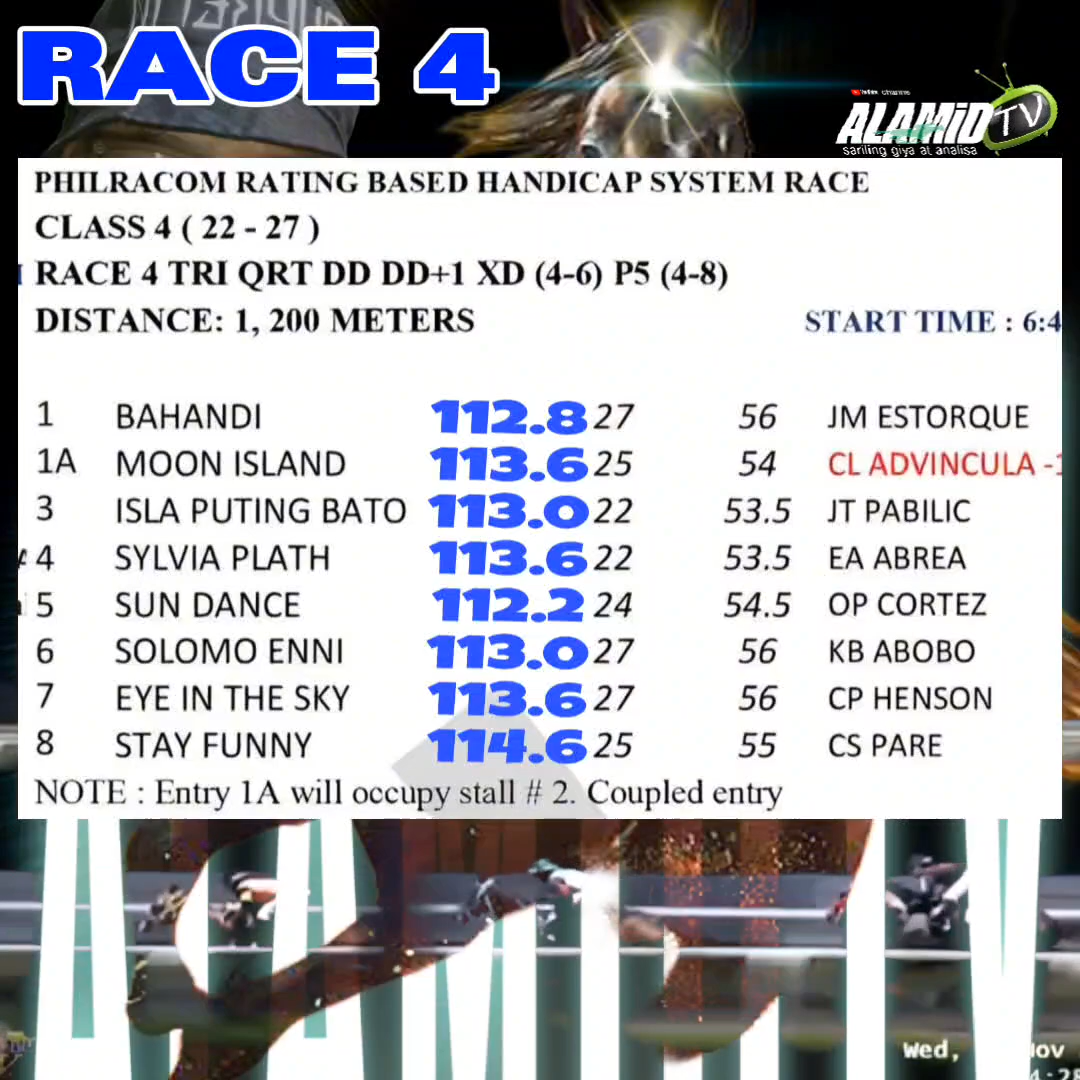 RACE 4
ALAMiD TV
sariling giya at analisa
PHILRACOM RATING BASED HANDICAP SYSTEM RACE
CLASS 4 ( 22 - 27 )
RACE 4 TRI QRT DD DD+1 XD (4-6) P5 (4-8)
DISTANCE: 1, 200 METERS START TIME : 6:4
1 BAHANDI 112.8 27 56 JM ESTORQUE
1A MOON ISLAND 113.6 25 54 CL ADVINCULA -1
3 ISLA PUTING BATO 113.0 22 53.5 JT PABILIC
4 SYLVIA PLATH 113.6 22 53.5 EA ABREA
5 SUN DANCE 112.2 24 54.5 OP CORTEZ
6 SOLOMO ENNI 113.0 27 56 KB ABOBO
7 EYE IN THE SKY 113.6 27 56 CP HENSON
8 STAY FUNNY 114.6 25 55 CS PARE
NOTE : Entry 1A will occupy stall # 2. Coupled entry
Wed,